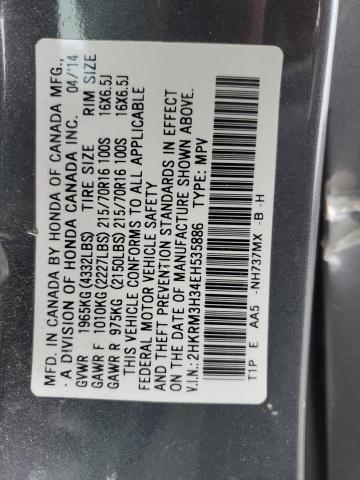 MFD. IN CANADA BY HONDA OF CANADA MFG.,
A DIVISION OF HONDA CANADA INC. 04/14
GVWR 1965KG (4332LBS) TIRE SIZE RIM SIZE
GAWR F 1010KG (2227LBS) 215/70R16 100S 16X6.5J
GAWR R 975KG (2150LBS) 215/70R16 100S 16X6.5J
THIS VEHICLE CONFORMS TO ALL APPLICABLE
FEDERAL MOTOR VEHICLE SAFETY
AND THEFT PREVENTION STANDARDS IN EFFECT
ON THE DATE OF MANUFACTURE SHOWN ABOVE.
V.I.N.: 2HKRM3H34EH535886 TYPE: MPV
T1P E AA5 -NH737MX -B -H